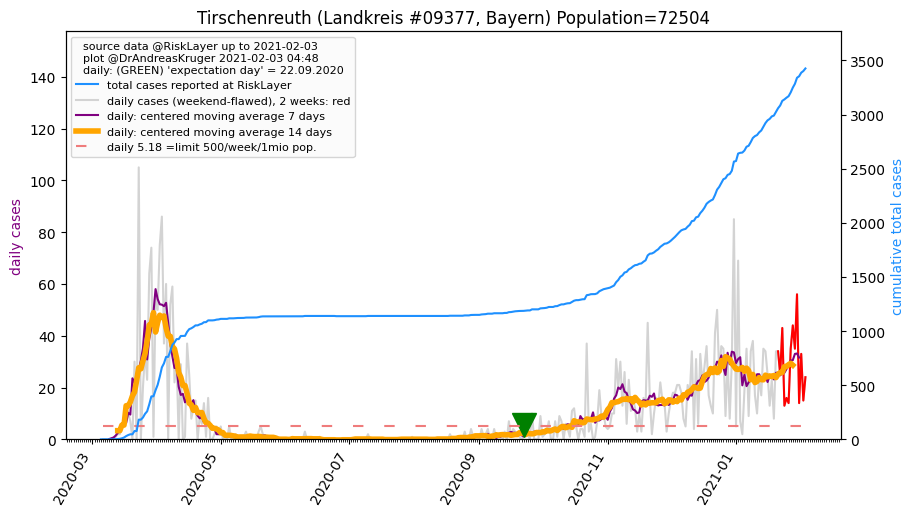 Tirschenreuth (Landkreis #09377, Bayern) Population=72504
source data @RiskLayer up to 2021-02-03
plot @DrAndreasKruger 2021-02-03 04:48
daily: (GREEN) 'expectation day' = 22.09.2020
total cases reported at RiskLayer
daily cases (weekend-flawed), 2 weeks: red
daily: centered moving average 7 days
daily: centered moving average 14 days
daily 5.18 =limit 500/week/1mio pop.
daily cases
140
120
100
80
60
40
20
0
cumulative total cases
3500
3000
2500
2000
1500
1000
500
0
2020-03
2020-05
2020-07
2020-09
2020-11
2021-01